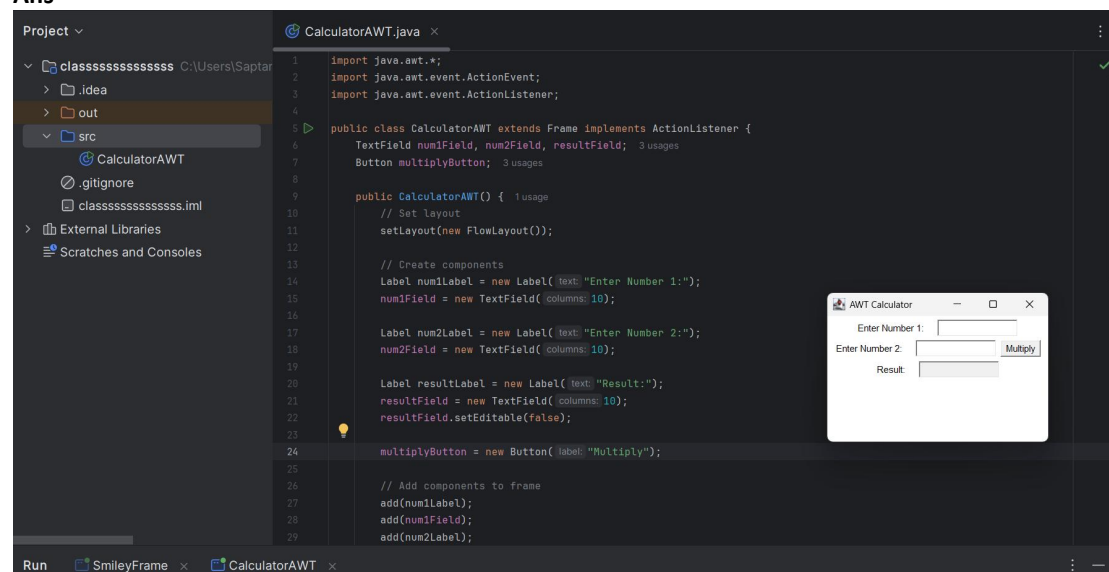 Ans
Project
classssssssssssss C:\Users\Saptar
.idea
out
src
CalculatorAWT
.gitignore
classssssssssssss.iml
External Libraries
Scratches and Consoles
CalculatorAWT.java
1 import java.awt.*;
2 import java.awt.event.ActionEvent;
3 import java.awt.event.ActionListener;
4
5 public class CalculatorAWT extends Frame implements ActionListener {
6 TextField num1Field, num2Field, resultField; 3 usages
7 Button multiplyButton; 3 usages
8
9 public CalculatorAWT() { 1 usage
10 // Set layout
11 setLayout(new FlowLayout());
12
13 // Create components
14 Label num1Label = new Label( text: "Enter Number 1:");
15 num1Field = new TextField( columns: 10);
16
17 Label num2Label = new Label( text: "Enter Number 2:");
18 num2Field = new TextField( columns: 10);
19
20 Label resultLabel = new Label( text: "Result:");
21 resultField = new TextField( columns: 10);
22 resultField.setEditable(false);
23
24 multiplyButton = new Button( label: "Multiply");
25
26 // Add components to frame
27 add(num1Label);
28 add(num1Field);
29 add(num2Label);
AWT Calculator
Enter Number 1:
Enter Number 2: Multiply
Result:
Run SmileyFrame CalculatorAWT